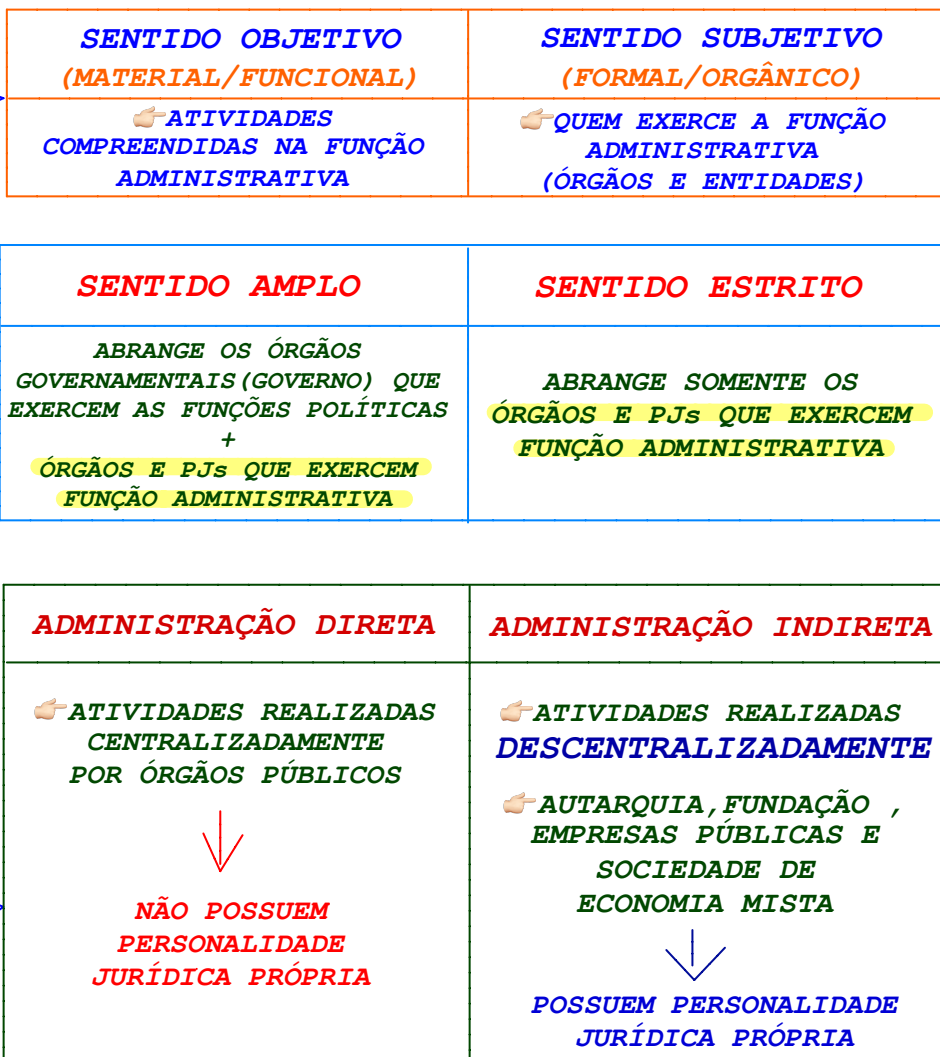 SENTIDO OBJETIVO
(MATERIAL/FUNCIONAL)
👉ATIVIDADES
COMPREENDIDAS NA FUNÇÃO
ADMINISTRATIVA
SENTIDO SUBJETIVO
(FORMAL/ORGÂNICO)
👉QUEM EXERCE A FUNÇÃO
ADMINISTRATIVA
(ÓRGÃOS E ENTIDADES)
SENTIDO AMPLO
ABRANGE OS ÓRGÃOS
GOVERNAMENTAIS(GOVERNO) QUE
EXERCEM AS FUNÇÕES POLÍTICAS
+
ÓRGÃOS E PJs QUE EXERCEM
FUNÇÃO ADMINISTRATIVA
SENTIDO ESTRITO
ABRANGE SOMENTE OS
ÓRGÃOS E PJs QUE EXERCEM
FUNÇÃO ADMINISTRATIVA
ADMINISTRAÇÃO DIRETA
👉ATIVIDADES REALIZADAS
CENTRALIZADAMENTE
POR ÓRGÃOS PÚBLICOS
NÃO POSSUEM
PERSONALIDADE
JURÍDICA PRÓPRIA
ADMINISTRAÇÃO INDIRETA
👉ATIVIDADES REALIZADAS
DESCENTRALIZADAMENTE
👉AUTARQUIA,FUNDAÇÃO ,
EMPRESAS PÚBLICAS E
SOCIEDADE DE
ECONOMIA MISTA
POSSUEM PERSONALIDADE
JURÍDICA PRÓPRIA